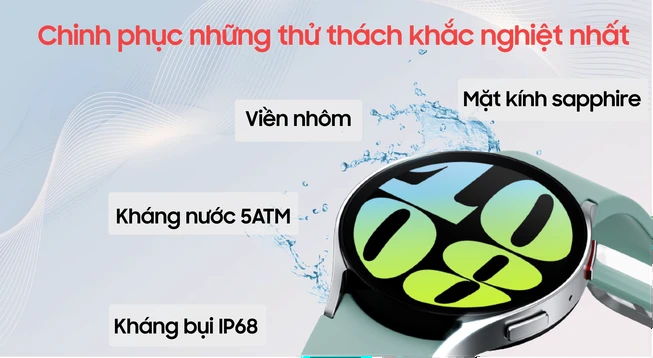 Chinh phục những thử thách khắc nghiệt nhất
Mặt kính sapphire
Viền nhôm
Kháng nước 5ATM
Kháng bụi IP68
10
08